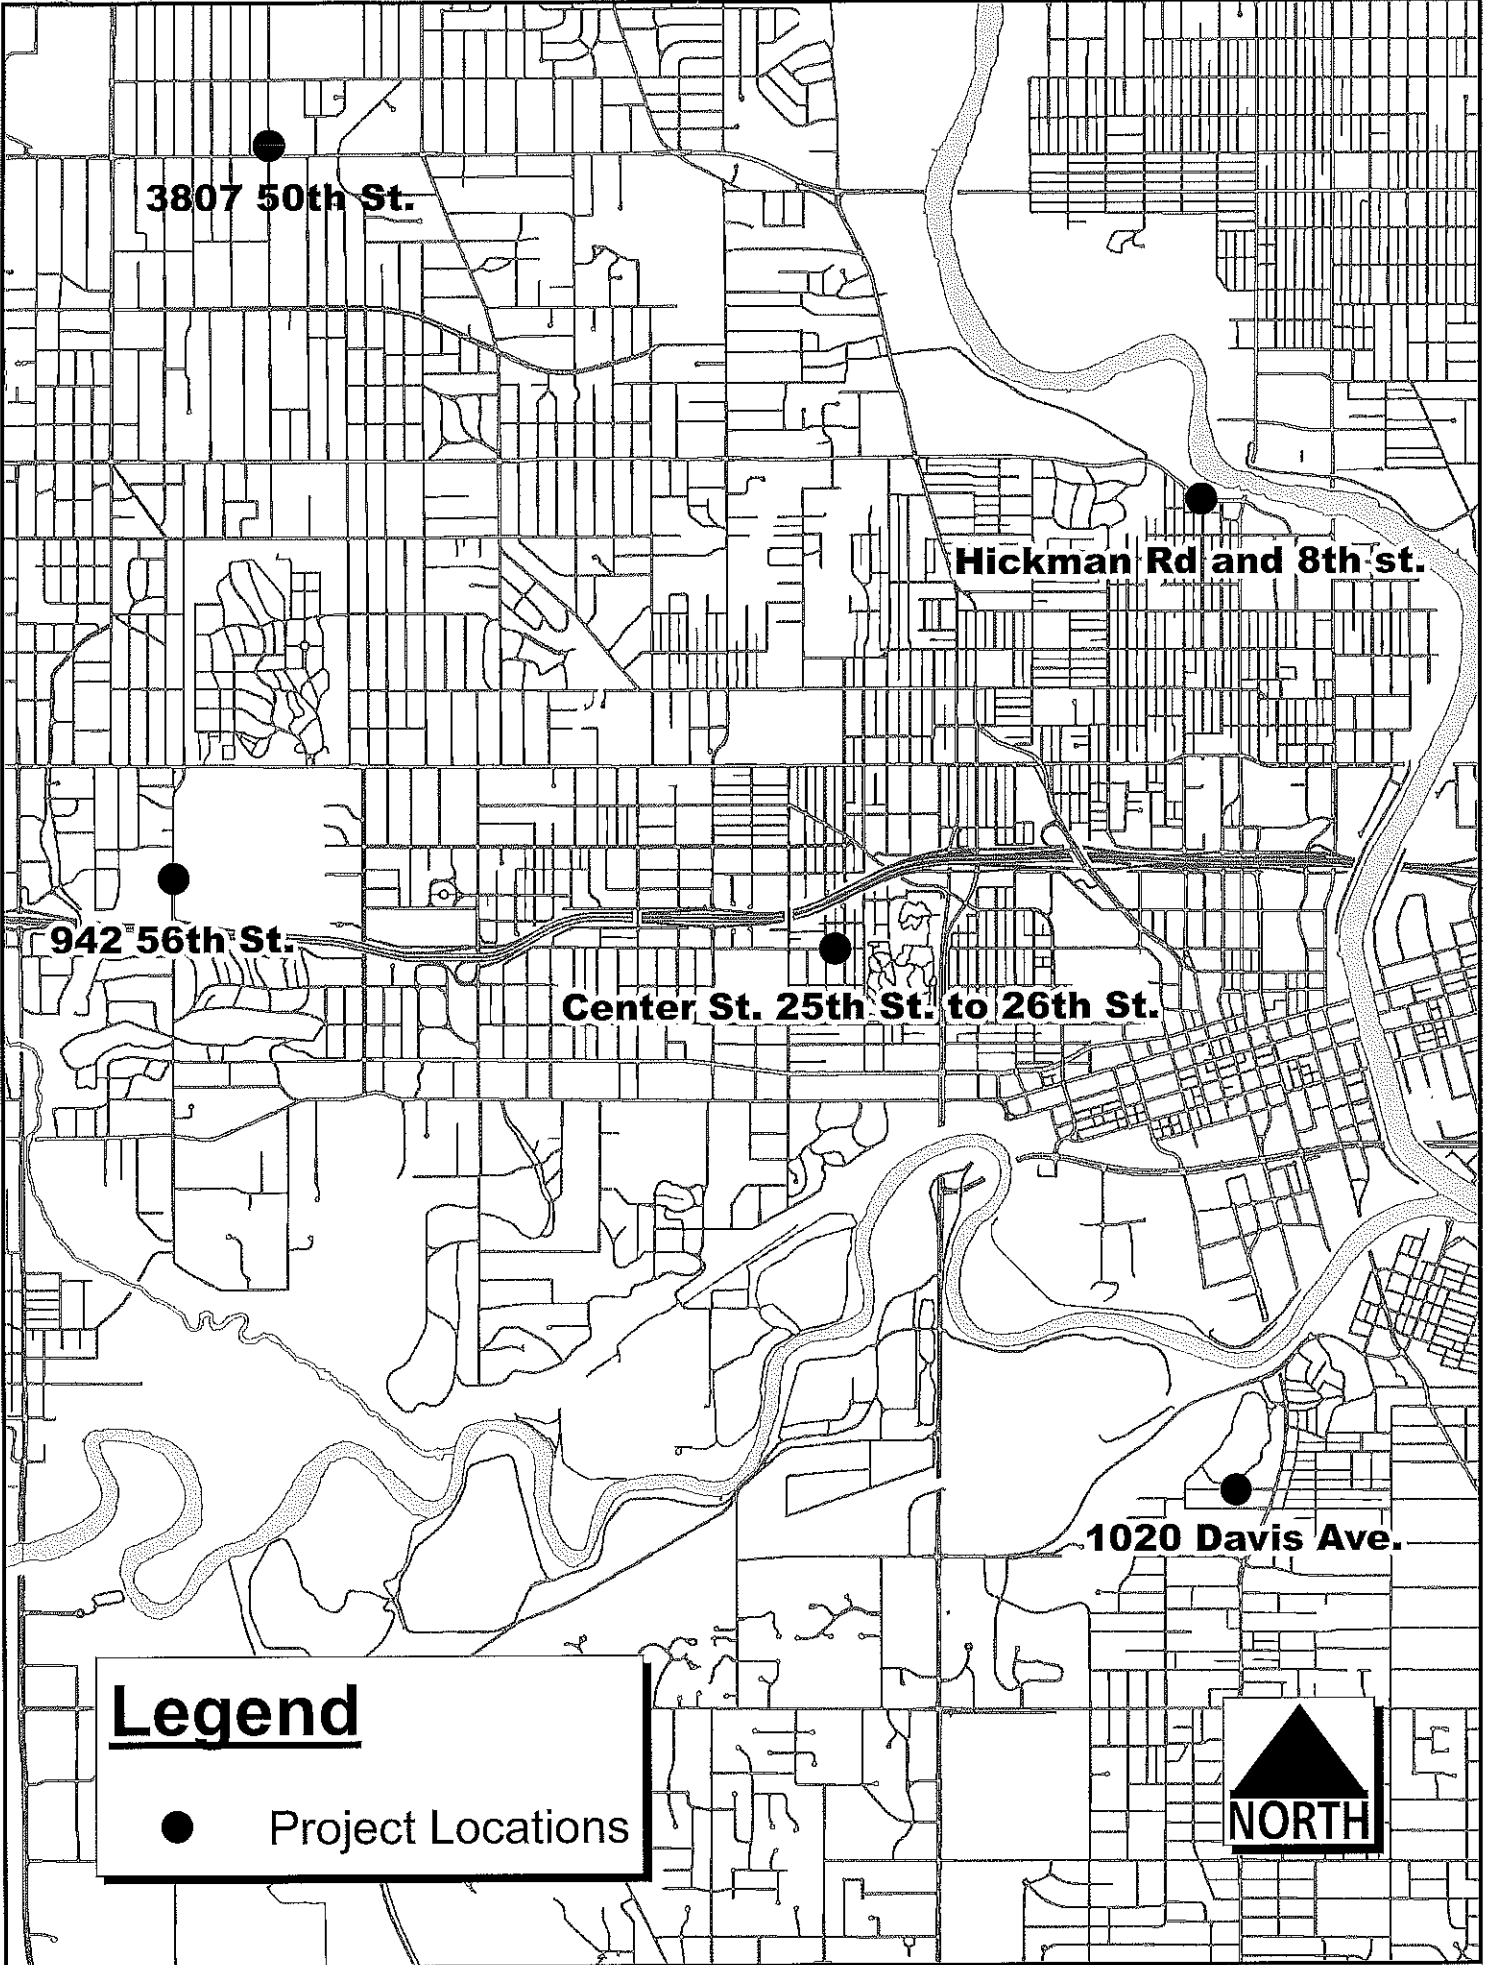 3807 50th St.
Hickman Rd and 8th st.
942 56th St.
Center St. 25th St. to 26th St.
1020 Davis Ave.
Legend
Project Locations
NORTH